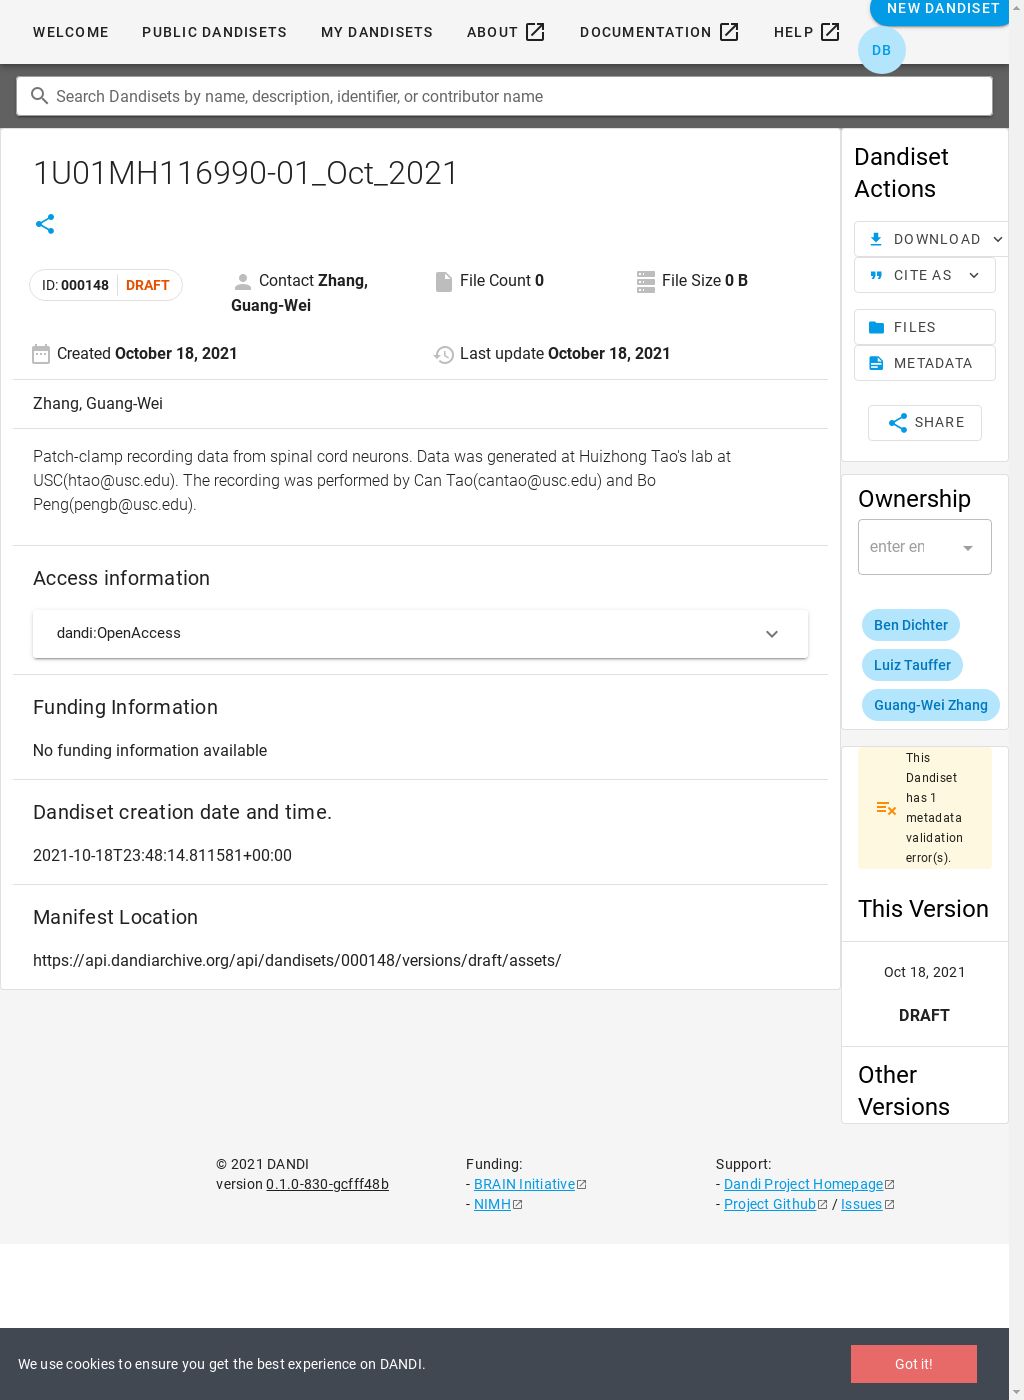 WELCOME PUBLIC DANDISETS MY DANDISETS ABOUT DOCUMENTATION HELP NEW DANDISET
DB
Search Dandisets by name, description, identifier, or contributor name
1U01MH116990-01_Oct_2021
ID: 000148 DRAFT
Contact Zhang,
Guang-Wei
File Count 0
File Size 0 B
Created October 18, 2021
Last update October 18, 2021
Zhang, Guang-Wei
Patch-clamp recording data from spinal cord neurons. Data was generated at Huizhong Tao's lab at
USC(htao@usc.edu). The recording was performed by Can Tao(cantao@usc.edu) and Bo
Peng(pengb@usc.edu).
Access information
dandi:OpenAccess
Funding Information
No funding information available
Dandiset creation date and time.
2021-10-18T23:48:14.811581+00:00
Manifest Location
https://api.dandiarchive.org/api/dandisets/000148/versions/draft/assets/
Dandiset
Actions
DOWNLOAD
CITE AS
FILES
METADATA
SHARE
Ownership
enter en
Ben Dichter
Luiz Tauffer
Guang-Wei Zhang
This
Dandiset
has 1
metadata
validation
error(s).
This Version
Oct 18, 2021
DRAFT
Other
Versions
© 2021 DANDI
version 0.1.0-830-gcfff48b
Funding:
- BRAIN Initiative
- NIMH
Support:
- Dandi Project Homepage
- Project Github / Issues
We use cookies to ensure you get the best experience on DANDI.
Got it!